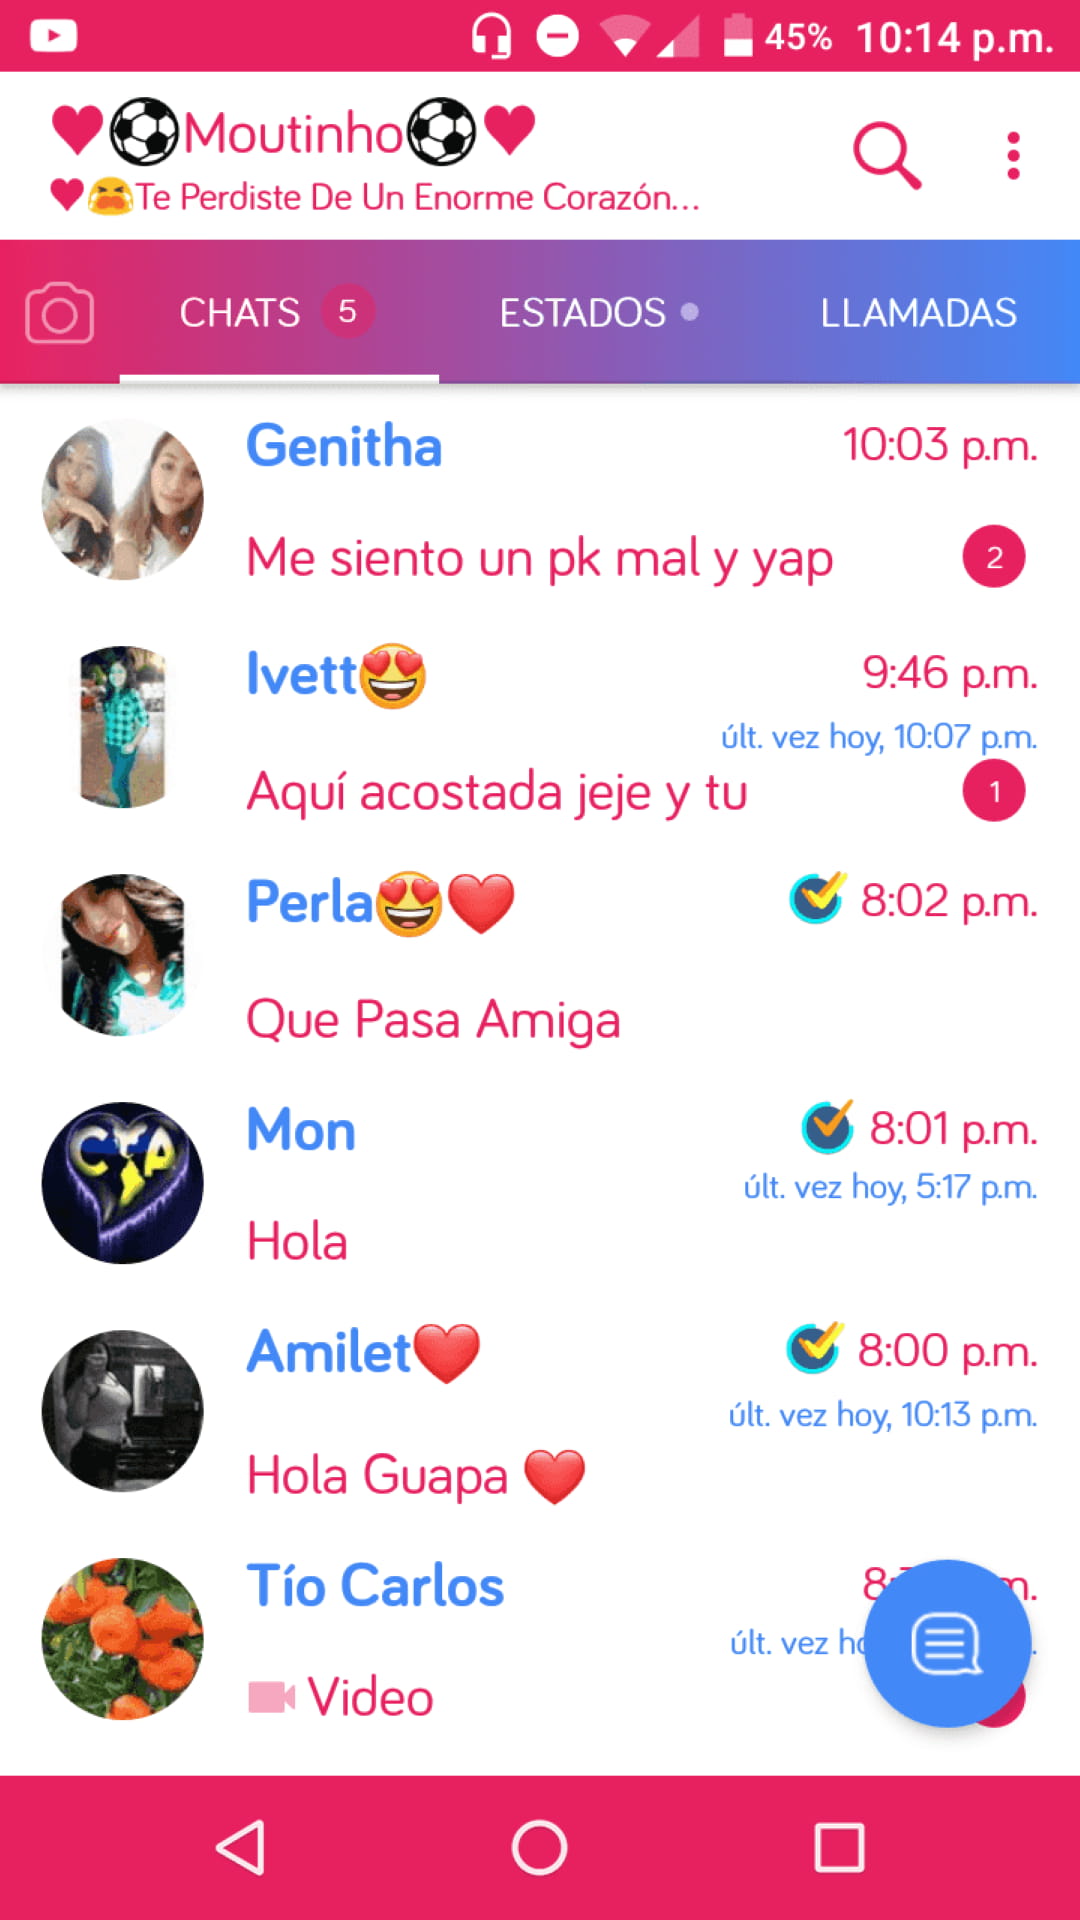 45% 10:14 p.m.
♥⚽Moutinho⚽♥
♥😭Te Perdiste De Un Enorme Corazón...
CHATS 5 ESTADOS LLAMADAS
Genitha 10:03 p.m.
Me siento un pk mal y yap 2
Ivett😍 9:46 p.m.
últ. vez hoy, 10:07 p.m.
Aquí acostada jeje y tu 1
Perla😍❤ 8:02 p.m.
Que Pasa Amiga
Mon 8:01 p.m.
últ. vez hoy, 5:17 p.m.
Hola
CFA
Amilet❤ 8:00 p.m.
últ. vez hoy, 10:13 p.m.
Hola Guapa ❤
Tío Carlos
últ. vez
Video